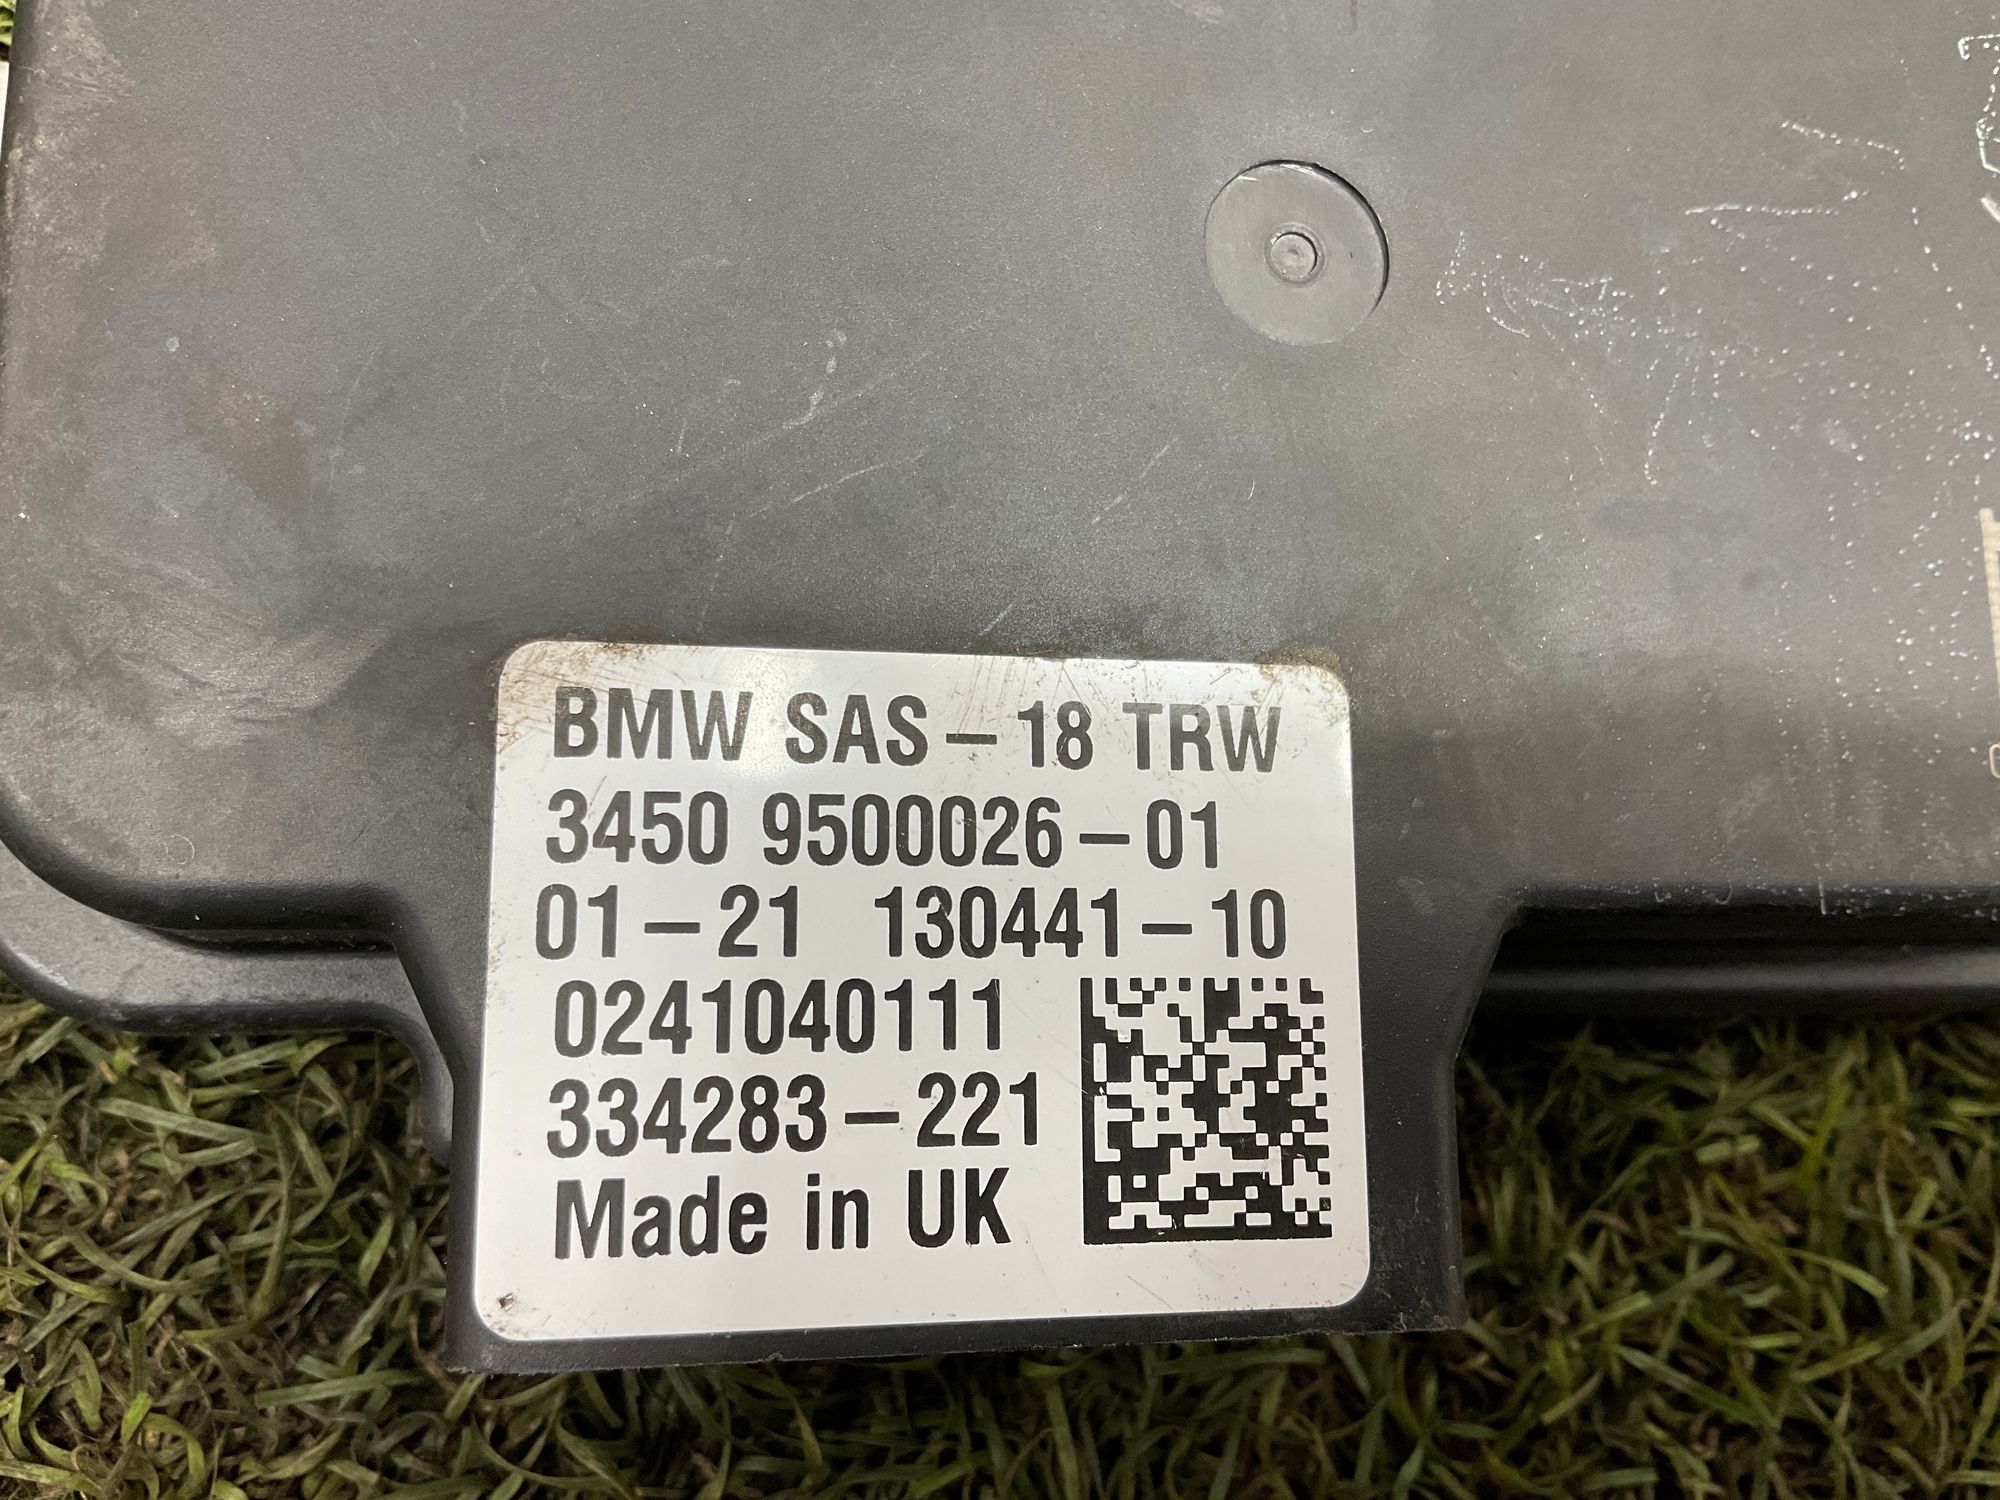 BMW SAS – 18 TRW
3450 9500026 – 01
01 – 21 130441 – 10
0241040111
334283 – 221
Made in UK